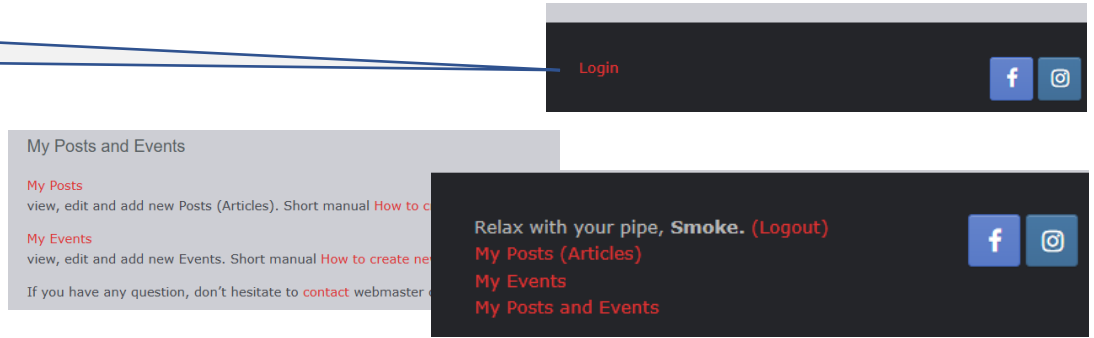 Login
My Posts and Events
My Posts
view, edit and add new Posts (Articles). Short manual How to
My Events
view, edit and add new Events. Short manual How to create
If you have any question, don’t hesitate to contact webmaster
Relax with your pipe, Smoke. (Logout)
My Posts (Articles)
My Events
My Posts and Events